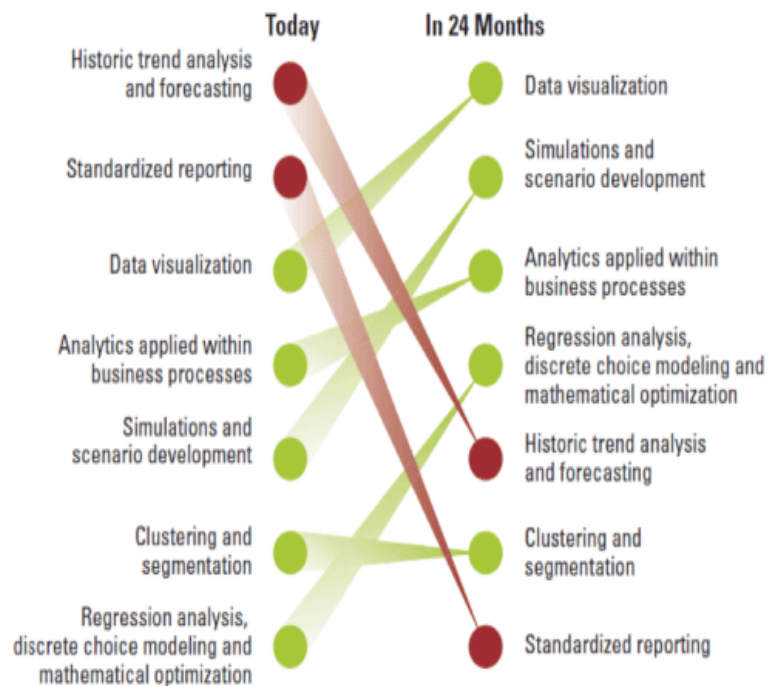 Today
In 24 Months
Historic trend analysis
and forecasting
Standardized reporting
Data visualization
Analytics applied within
business processes
Simulations and
scenario development
Clustering and
segmentation
Regression analysis,
discrete choice modeling and
mathematical optimization
Data visualization
Simulations and
scenario development
Analytics applied within
business processes
Regression analysis,
discrete choice modeling and
mathematical optimization
Historic trend analysis
and forecasting
Clustering and
segmentation
Standardized reporting